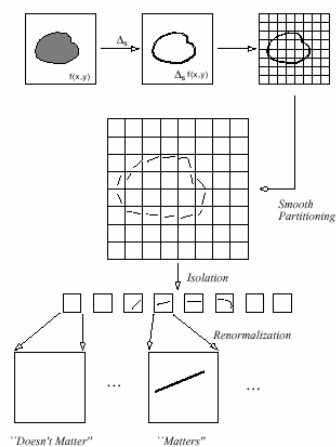 Δs
f(x,y)
Δs f(x,y)
Smooth
Partitioning
Isolation
Renormalization
...
...
``Doesn't Matter''
``Matters''